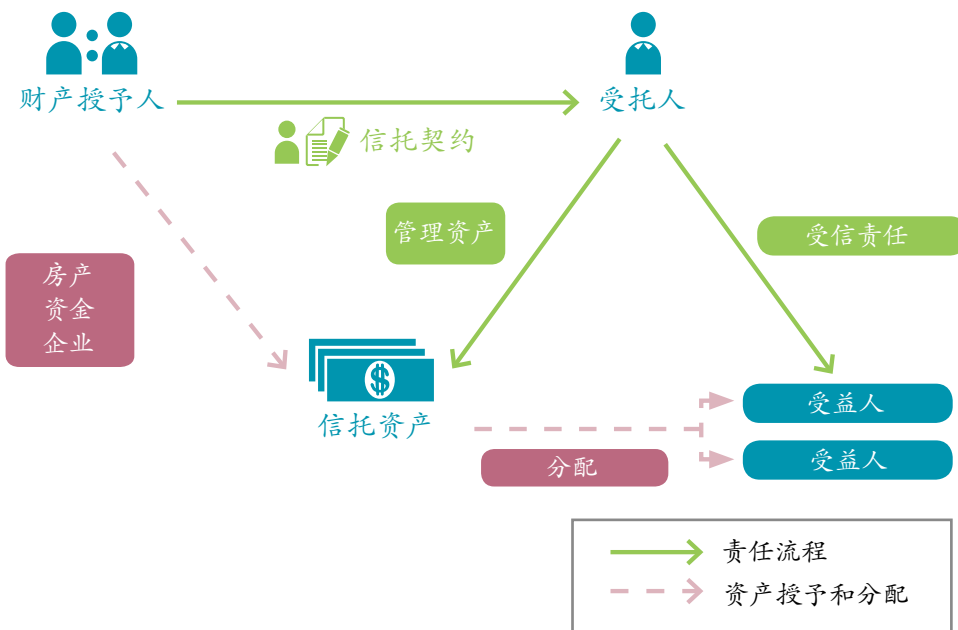 财产授予人
受托人
信托契约
管理资产
受信责任
房产
资金
企业
$
信托资产
受益人
受益人
分配
责任流程
资产授予和分配